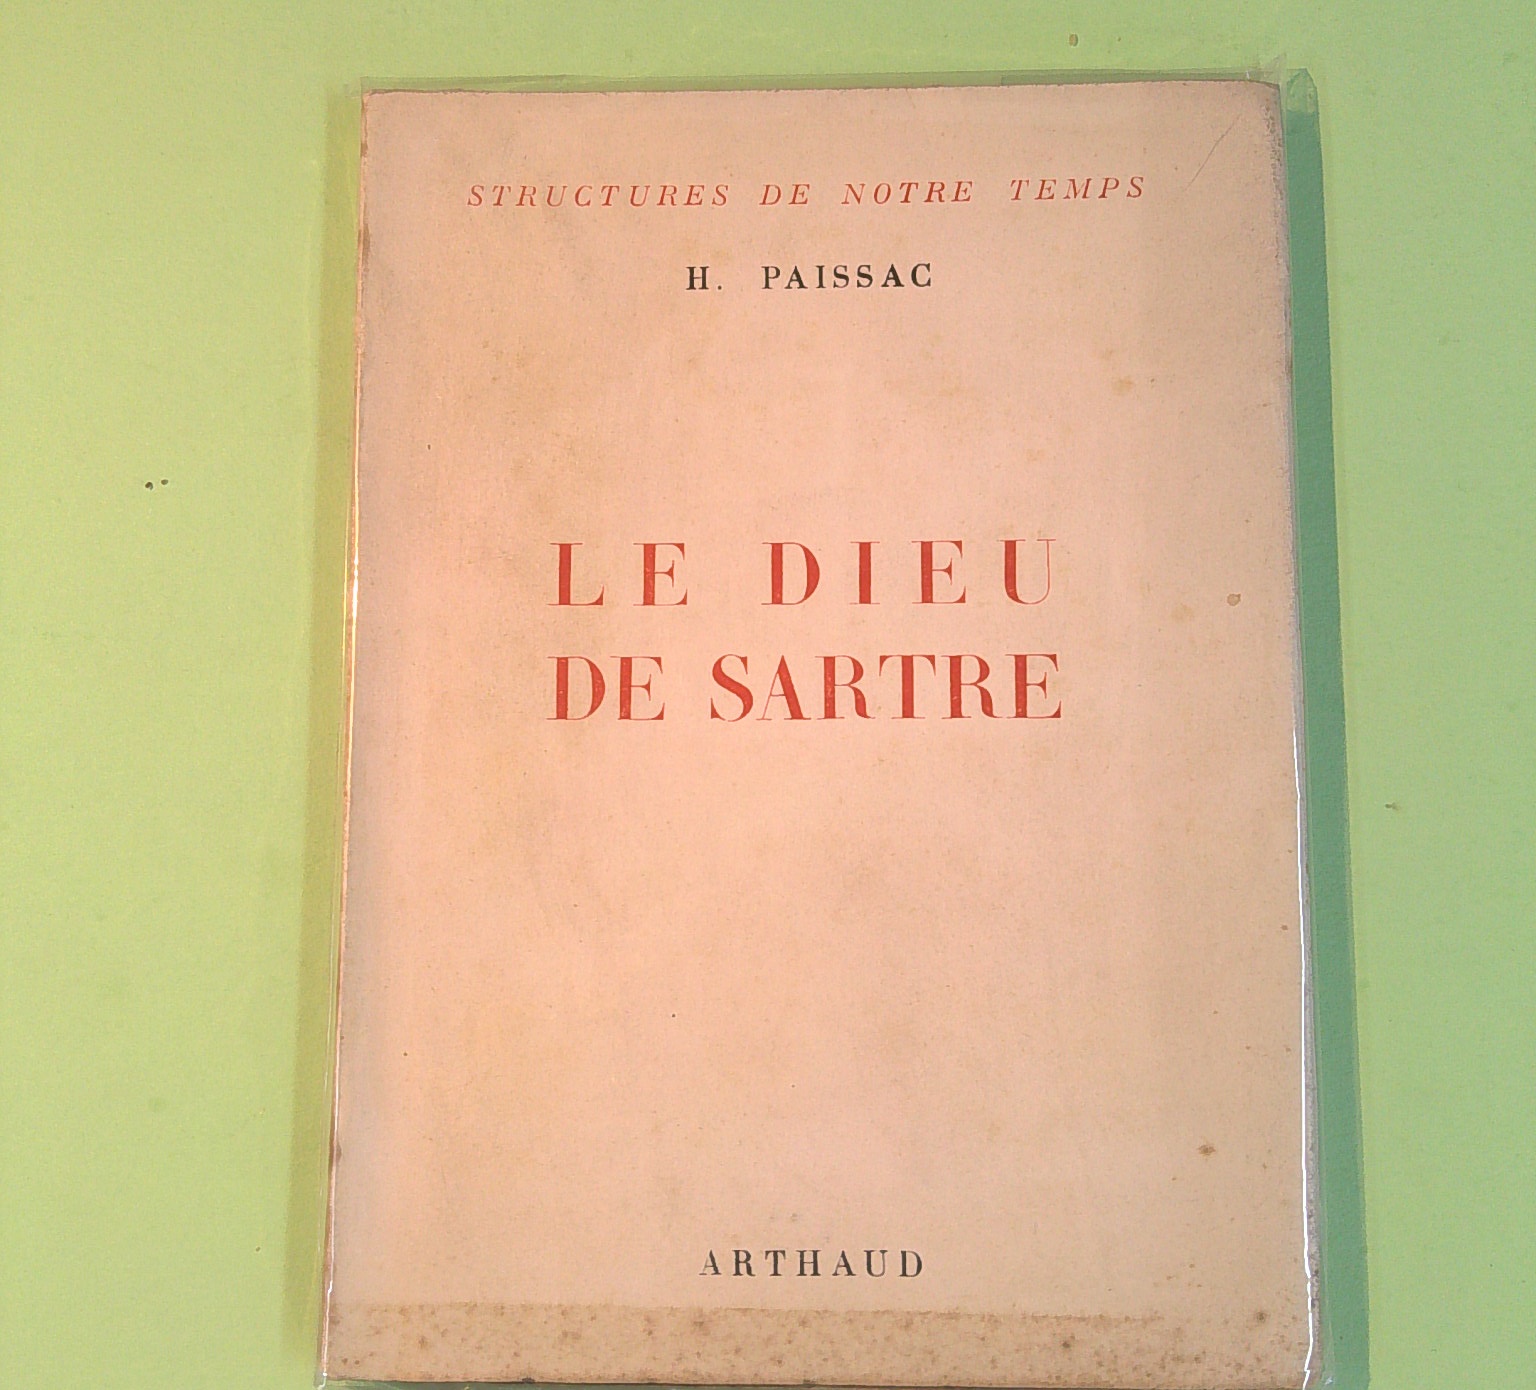 STRUCTURES DE NOTRE TEMPS
H. PAISSAC
LE DIEU
DE SARTRE
ARTHAUD